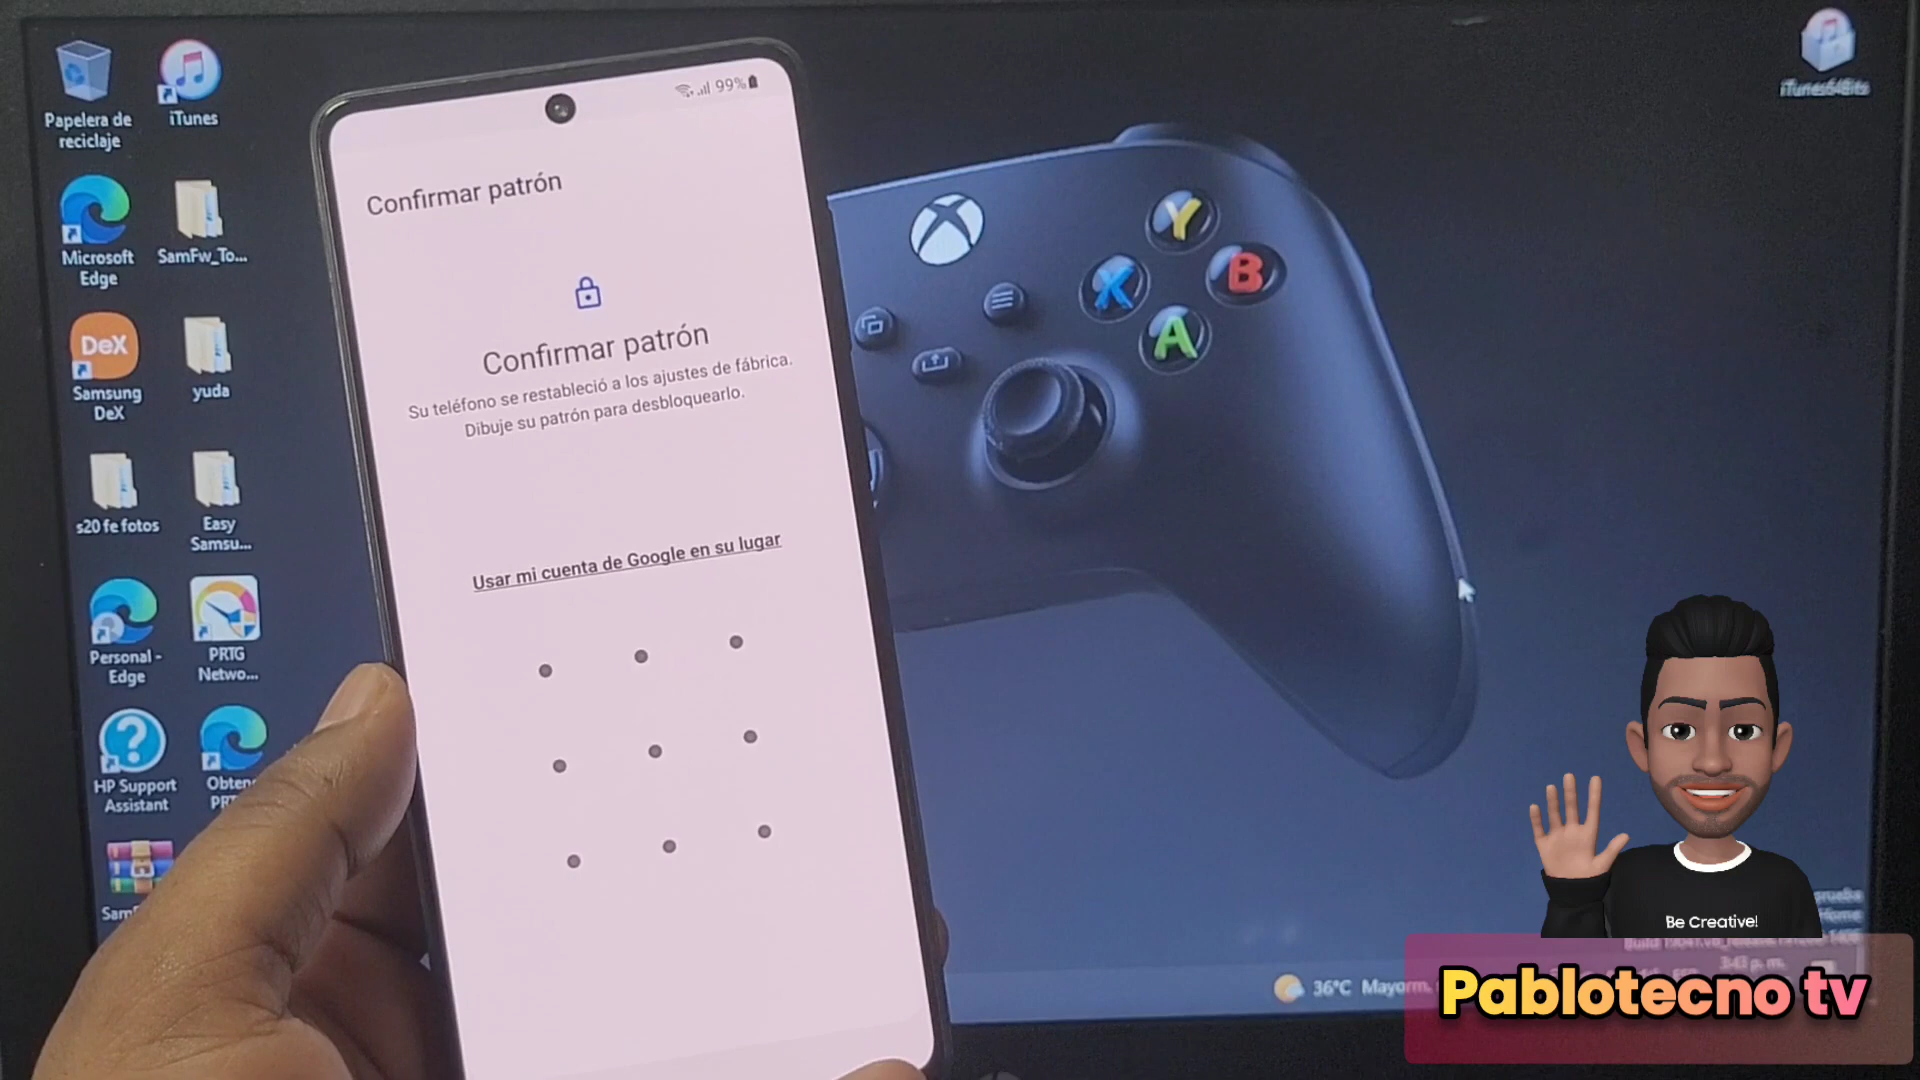 Papelera de
reciclaje
iTunes
Microsoft
Edge
SamFw_To...
DeX
Samsung
DeX
yuda
s20 fe fotos
Easy
Samsu...
Personal -
Edge
PRTG
Netwo...
HP Support
Assistant
99%
Confirmar patrón
Confirmar patrón
Su teléfono se restableció a los ajustes de fábrica.
Dibuje su patrón para desbloquearlo.
Usar mi cuenta de Google en su lugar
Y
X
B
A
iTunes64Bits
Be Creative!
3:43 p. m.
36°C
Pablotecno tv